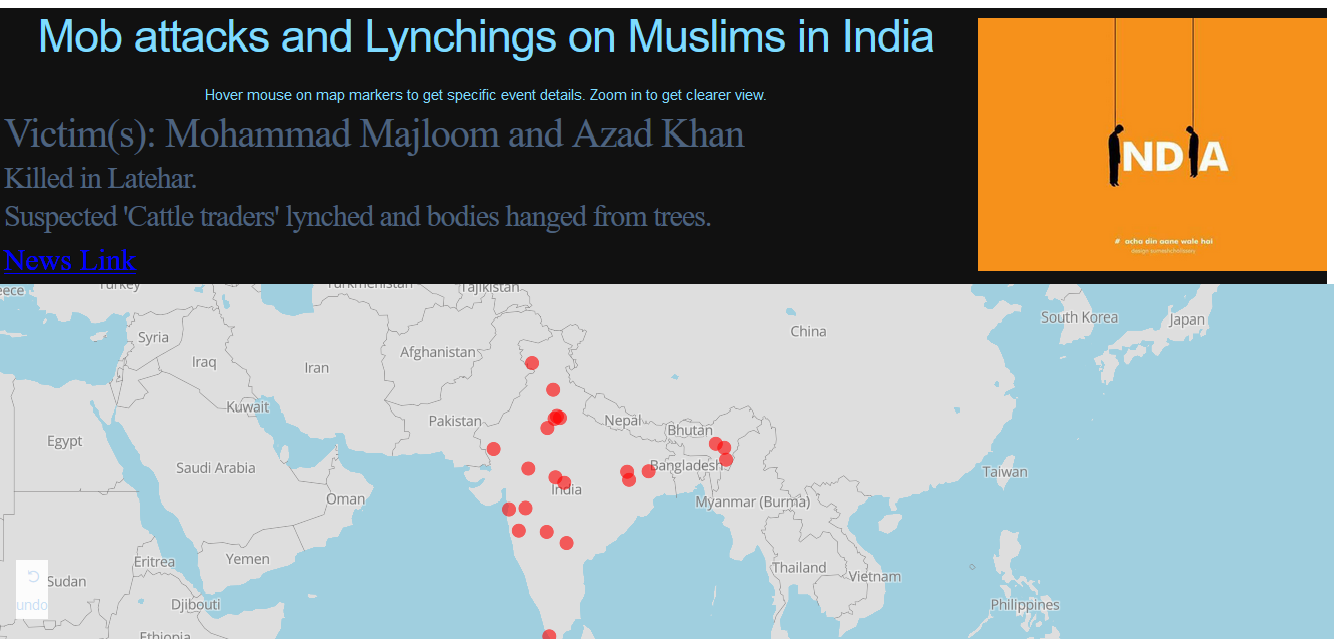 Mob attacks and Lynchings on Muslims in India
Hover mouse on map markers to get specific event details. Zoom in to get clearer view.
Victim(s): Mohammad Majloom and Azad Khan
Killed in Latehar.
Suspected 'Cattle traders' lynched and bodies hanged from trees.
News Link
NDIA
# acha din aane wale hai
eece
Turkey
Turkmenistan
Tajikistan
Syria
Iraq
Iran
Afghanistan
China
South Korea
Japan
Kuwait
Pakistan
Nepal
Bhutan
Egypt
Saudi Arabia
Bangladesh
Taiwan
Oman
India
Myanmar (Burma)
Eritrea
Yemen
Sudan
Thailand
Vietnam
Djibouti
Philippines
Ethiopia
undo